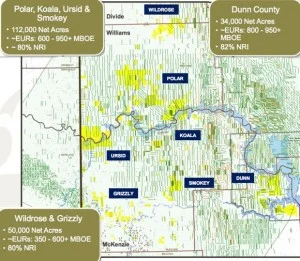 Polar, Koala, Ursid &
Smokey
• 112,000 Net Acres
• ~EURs: 600 - 950+
MBOE
• ~ 80% NRI
WILDROSE
Divide
Williams
Dunn County
• 34,000 Net Acres
• ~EURs: 800 - 950+
MBOE
• 82% NRI
POLAR
KOALA
URSID
SMOKEY
DUNN
GRIZZLY
Wildrose & Grizzly
• 50,000 Net Acres
• ~EURs: 350 - 600+ MBOE
• ~ 80% NRI
McKenzie